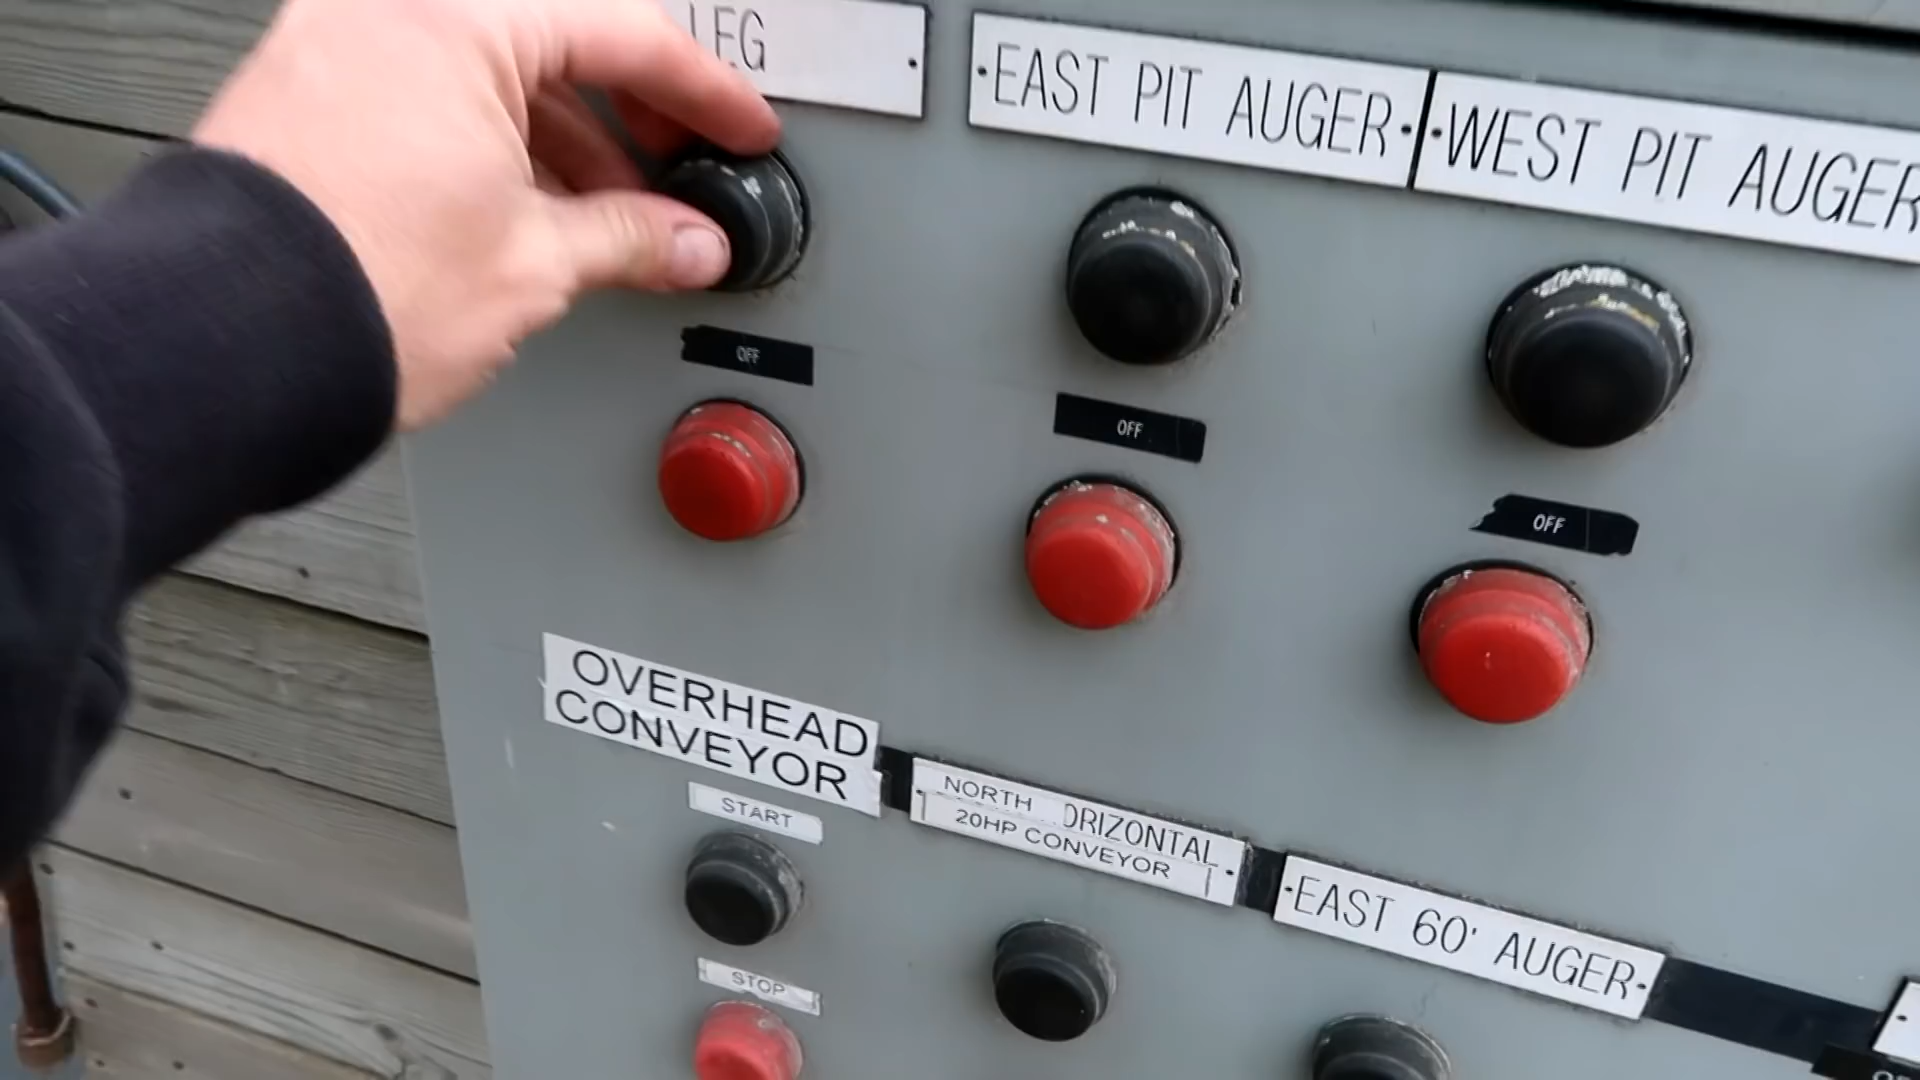 LEG
EAST PIT AUGER
WEST PIT AUGER
OFF
OFF
OFF
OVERHEAD
CONVEYOR
START
STOP
NORTH ORIZONTAL
20HP CONVEYOR
EAST 60' AUGER